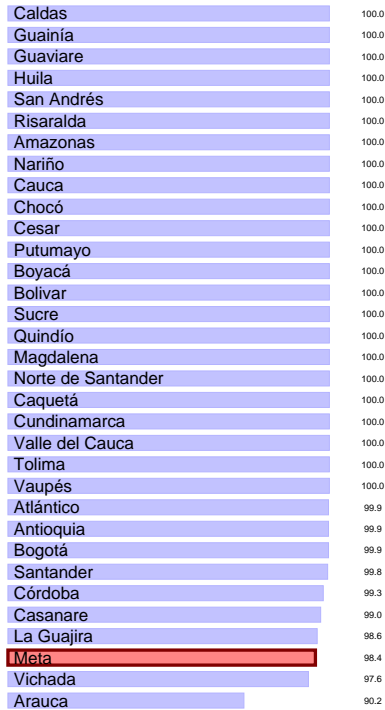 Caldas 100.0
Guainía 100.0
Guaviare 100.0
Huila 100.0
San Andrés 100.0
Risaralda 100.0
Amazonas 100.0
Nariño 100.0
Cauca 100.0
Chocó 100.0
Cesar 100.0
Putumayo 100.0
Boyacá 100.0
Bolivar 100.0
Sucre 100.0
Quindío 100.0
Magdalena 100.0
Norte de Santander 100.0
Caquetá 100.0
Cundinamarca 100.0
Valle del Cauca 100.0
Tolima 100.0
Vaupés 100.0
Atlántico 99.9
Antioquia 99.9
Bogotá 99.9
Santander 99.8
Córdoba 99.3
Casanare 99.0
La Guajira 98.6
Meta 98.4
Vichada 97.6
Arauca 90.2